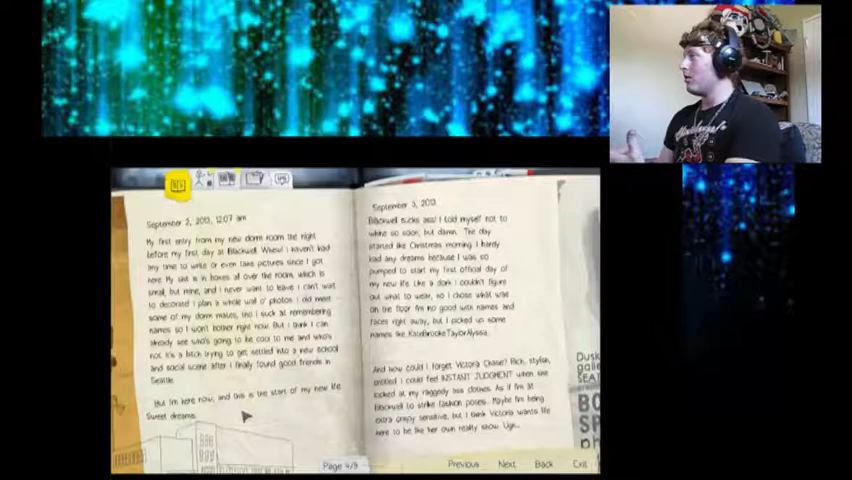 September 2, 2013, 12:07 am
My first entry from my new dorm room the night
before my first day at Blackwell. Whew! I haven't had
any time to write or even take pictures since I got
here. My shit is in boxes all over the room, which is
small, but mine, and I never want to leave. I can't wait
to decorate! I plan a whole wall o' photos. I did meet
some of my dorm mates, tho I suck at remembering
names so I won't bother right now. But I think I can
already see who's going to be cool to me and who's
not. It's a bitch trying to get settled into a new school
and social scene after I finally found good friends in
Seattle.
But I'm here now, and this is the start of my new life.
Sweet dreams.
September 3, 2013
Blackwell sucks ass! I told myself not to
write so soon, but damn. The day
started like Christmas morning. I hardly
had any dreams because I was so
pumped to start my first official day of
my new life. Like a dork I couldn't figure
out what to wear, so I chose what was
on the floor. I'm no good with names and
faces right away, but I picked up some
names like KateBrookeTaylorAlyssa.
And how could I forget Victoria Chase? Rich, stylish,
entitled. I could feel INSTANT JUDGMENT when she
looked at my raggedy ass clothes. As if I'm at
Blackwell to strike fashion poses. Maybe I'm being
extra crispy sensitive, but I think Victoria wants life
here to be like her own reality show. Ugh...
Dusk
galle
SEAT
BO
SP
ph
Page 4/9
Previous Next Back Exit